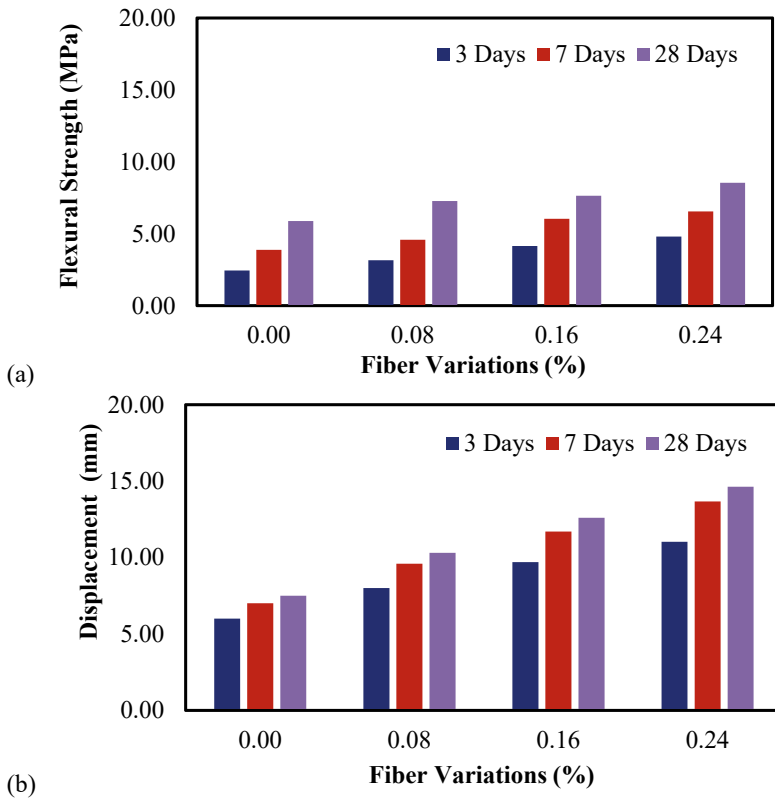 20.00
15.00
10.00
5.00
0.00
Flexural Strength (MPa)
3 Days 7 Days 28 Days
0.00 0.08 0.16 0.24
Fiber Variations (%)
(a)
20.00
15.00
10.00
5.00
0.00
Displacement (mm)
3 Days 7 Days 28 Days
0.00 0.08 0.16 0.24
Fiber Variations (%)
(b)